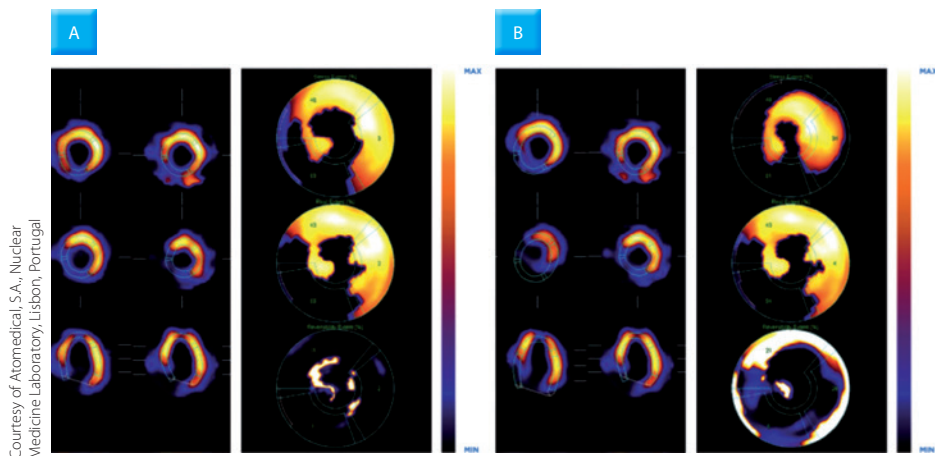 A
B
MAX
MAX
MIN
MIN
Courtesy of Atomedical, S.A., Nuclear
Medicine Laboratory, Lisbon, Portugal